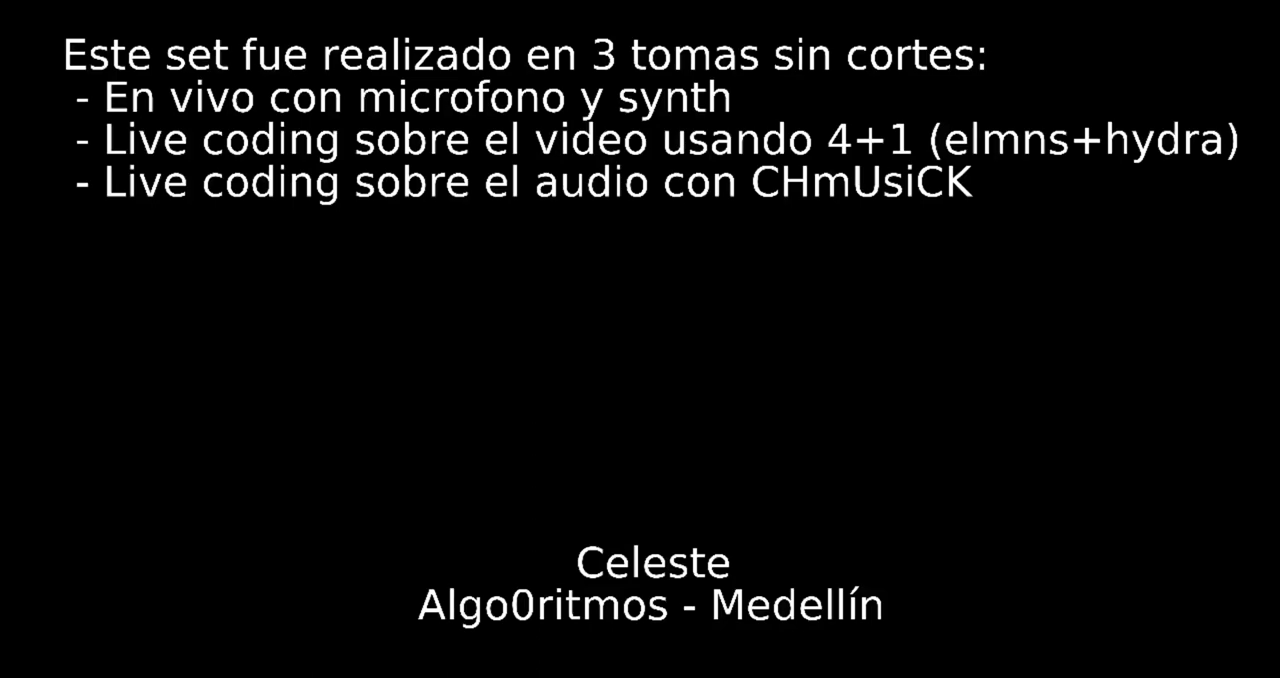 Este set fue realizado en 3 tomas sin cortes:
- En vivo con microfono y synth
- Live coding sobre el video usando 4+1 (elmns+hydra)
- Live coding sobre el audio con CHmUsiCK
Celeste
Algo0ritmos - Medellín